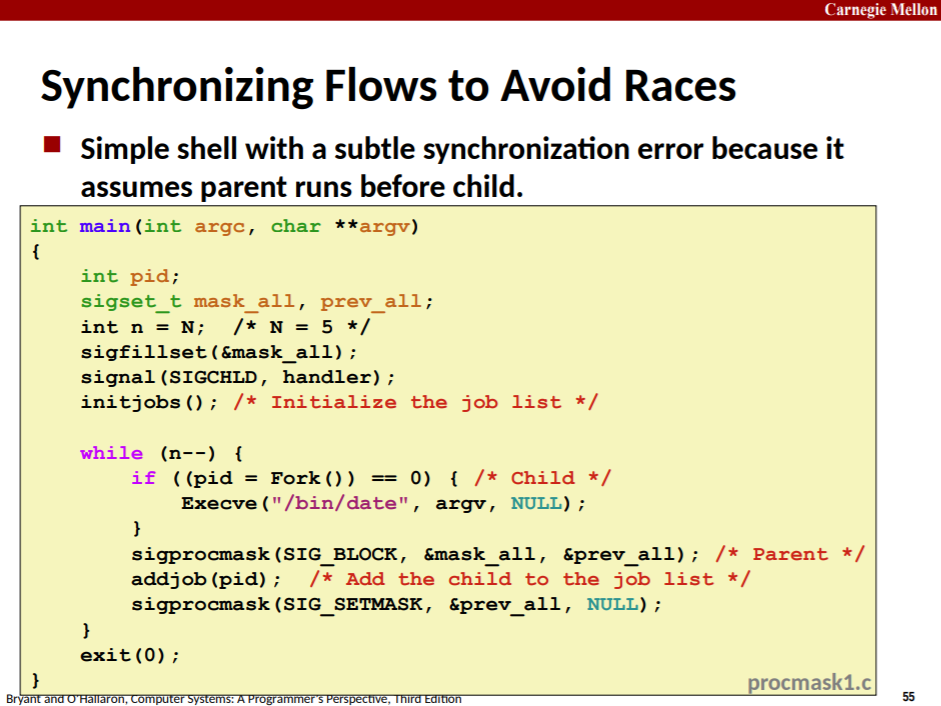 Carnegie Mellon
Synchronizing Flows to Avoid Races
Simple shell with a subtle synchronization error because it
assumes parent runs before child.
int main(int argc, char **argv)
{
    int pid;
    sigset_t mask_all, prev_all;
    int n = N;  /* N = 5 */
    sigfillset(&mask_all);
    signal(SIGCHLD, handler);
    initjobs(); /* Initialize the job list */

    while (n--) {
        if ((pid = Fork()) == 0) { /* Child */
            Execve("/bin/date", argv, NULL);
        }
        sigprocmask(SIG_BLOCK, &mask_all, &prev_all); /* Parent */
        addjob(pid);  /* Add the child to the job list */
        sigprocmask(SIG_SETMASK, &prev_all, NULL);
    }
    exit(0);
}
procmask1.c
Bryant and O'Hallaron, Computer Systems: A Programmer's Perspective, Third Edition
55